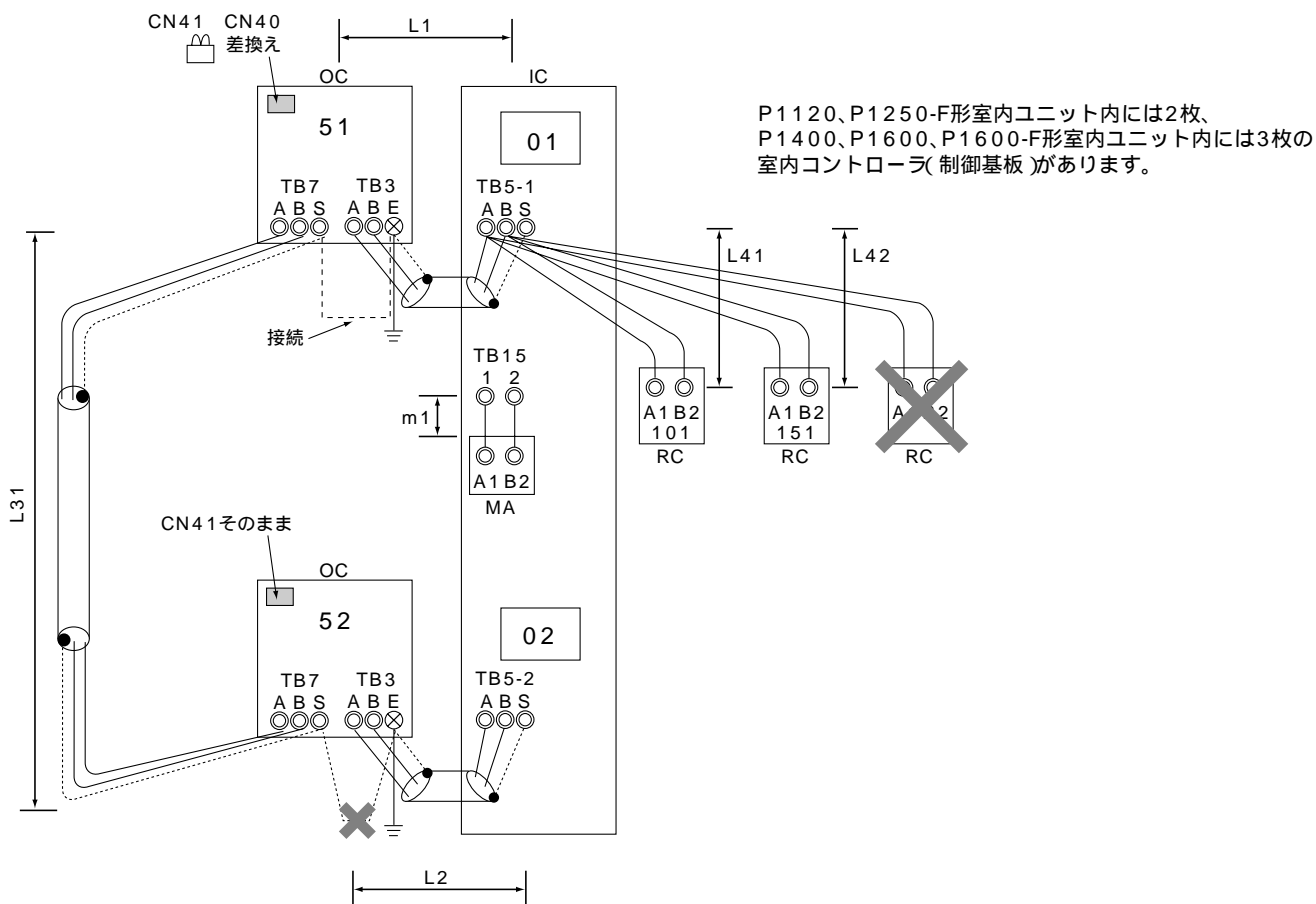 CN41 CN40
差換え
L1
OC
IC
51
01
P1120、P1250-F形室内ユニット内には2枚、
P1400、P1600、P1600-F形室内ユニット内には3枚の
室内コントローラ(制御基板)があります。
TB7 TB3
A B S A B E
TB5-1
A B S
L41
L42
接続
TB15
1 2
m1
A1 B2
MA
A1 B2
101
RC
A1 B2
151
RC
A 2
RC
L31
CN41そのまま
OC
52
02
TB7 TB3
A B S A B E
TB5-2
A B S
L2